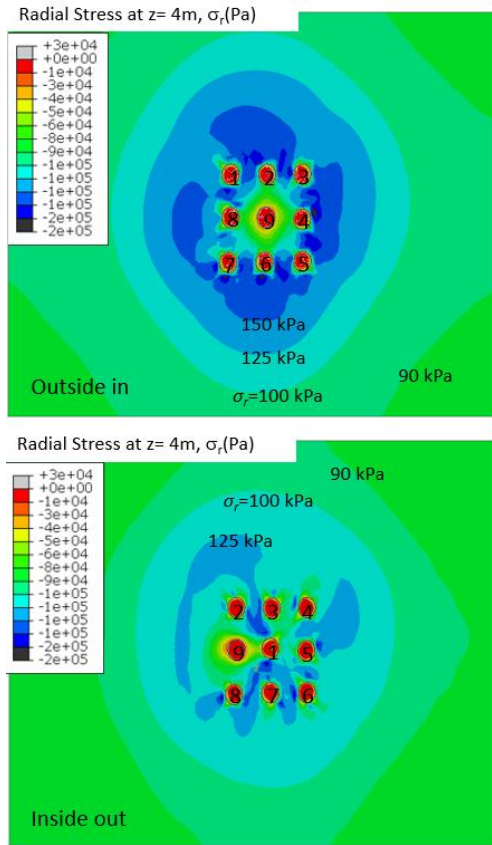 Radial Stress at z= 4m, σr(Pa)
+3e+04
+0e+00
-1e+04
-3e+04
-4e+04
-5e+04
-6e+04
-8e+04
-9e+04
-1e+05
-1e+05
-1e+05
-2e+05
-2e+05
1 2 3
8 9 4
7 6 5
150 kPa
125 kPa
90 kPa
σr=100 kPa
Outside in
Radial Stress at z= 4m, σr(Pa)
+3e+04
+0e+00
-1e+04
-3e+04
-4e+04
-5e+04
-6e+04
-8e+04
-9e+04
-1e+05
-1e+05
-1e+05
-2e+05
-2e+05
90 kPa
σr=100 kPa
125 kPa
2 3 4
9 1 5
8 7 6
Inside out